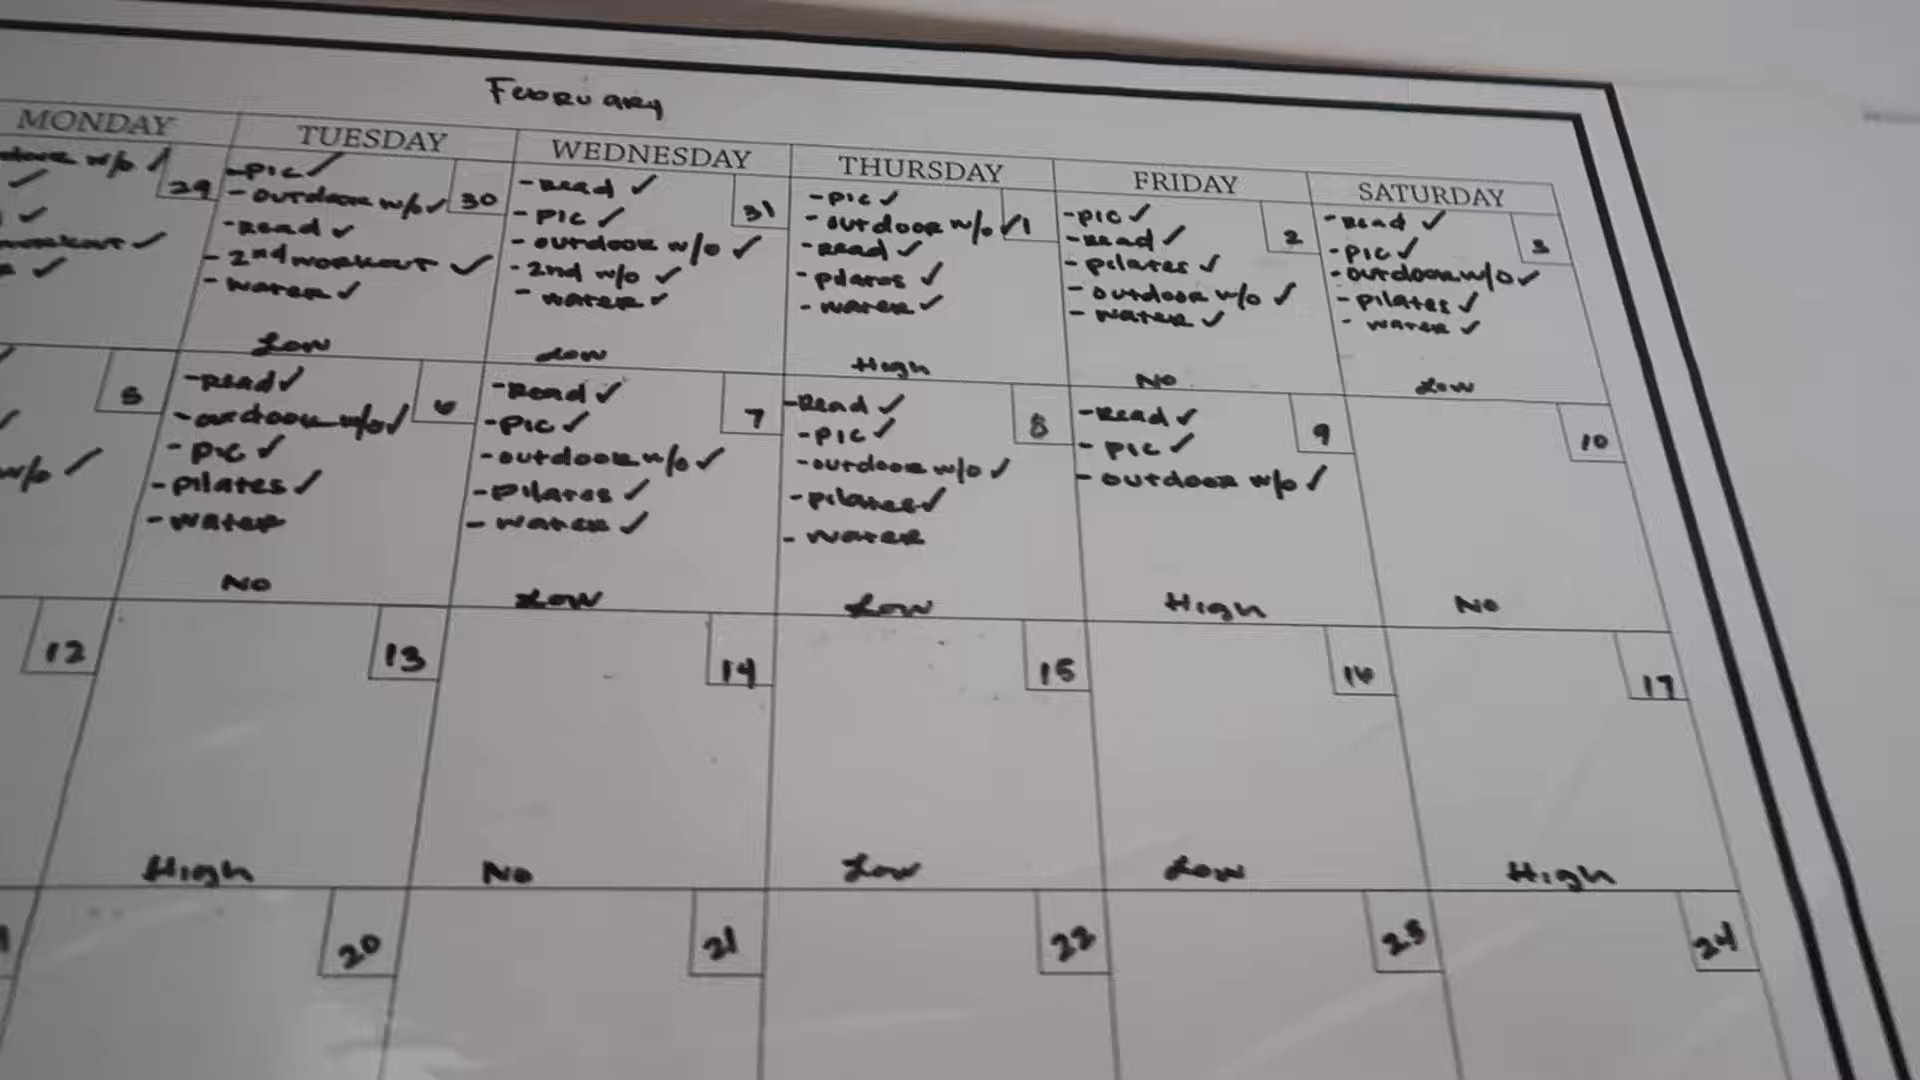 February
MONDAY TUESDAY WEDNESDAY THURSDAY FRIDAY SATURDAY
w/o ✓
✓
✓
workout ✓
✓
29
- PIC ✓
- OUTDOOR w/o ✓
- Read ✓
- 2nd workout ✓
- water ✓
30
Low
- Read ✓
- PIC ✓
- outdoor w/o ✓
- 2nd w/o ✓
- water ✓
31
Low
- PIC ✓
- outdoor w/o ✓
- Read ✓
- pilates ✓
- water ✓
1
High
- PIC ✓
- Read ✓
- pilates ✓
- outdoor w/o ✓
- water ✓
2
No
- Read ✓
- PIC ✓
- outdoor w/o ✓
- pilates ✓
- water ✓
3
Low
✓
w/o ✓
5
- Read ✓
- outdoor w/o ✓
- PIC ✓
- pilates ✓
- water
6
No
- Read ✓
- PIC ✓
- outdoor w/o ✓
- Pilates ✓
- water ✓
7
Low
- Read ✓
- PIC ✓
- outdoor w/o ✓
- pilates ✓
- water
8
Low
- Read ✓
- PIC ✓
- outdoor w/o ✓
9
High
10
No
12
13
High
14
No
15
Low
16
Low
17
High
20
21
22
23
24